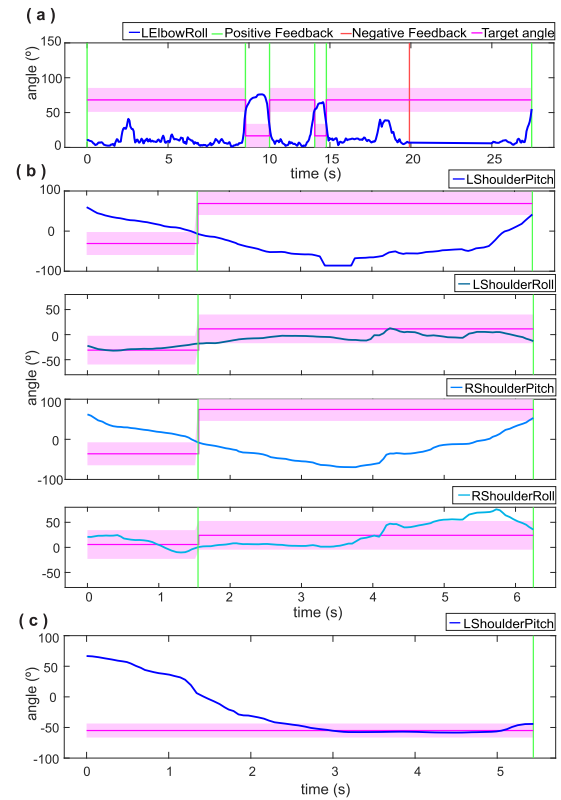 ( a )
LElbowRoll Positive Feedback Negative Feedback Target angle
angle (º)
150
100
50
0
0 5 10 15 20 25
time (s)
( b )
LShoulderPitch
100
0
-100
LShoulderRoll
50
0
-50
angle (º)
RShoulderPitch
100
0
-100
RShoulderRoll
50
0
-50
0 1 2 3 4 5 6
time (s)
( c )
LShoulderPitch
angle (º)
100
50
0
-50
-100
0 1 2 3 4 5
time (s)